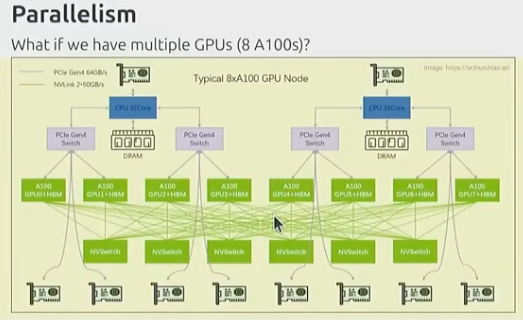 Parallelism
What if we have multiple GPUs (8 A100s)?
PCIe Gen4 64GB/s
NVLink 2*50GB/s
Typical 8xA100 GPU Node
Image: https://arthurchiao.art
CPU 32Core
CPU 32Core
PCIe Gen4 Switch
PCIe Gen4 Switch
PCIe Gen4 Switch
PCIe Gen4 Switch
DRAM
DRAM
A100 GPU0+HBM
A100 GPU1+HBM
A100 GPU2+HBM
A100 GPU3+HBM
A100 GPU4+HBM
A100 GPU5+HBM
A100 GPU6+HBM
A100 GPU7+HBM
NVSwitch
NVSwitch
NVSwitch
NVSwitch
NVSwitch
NVSwitch